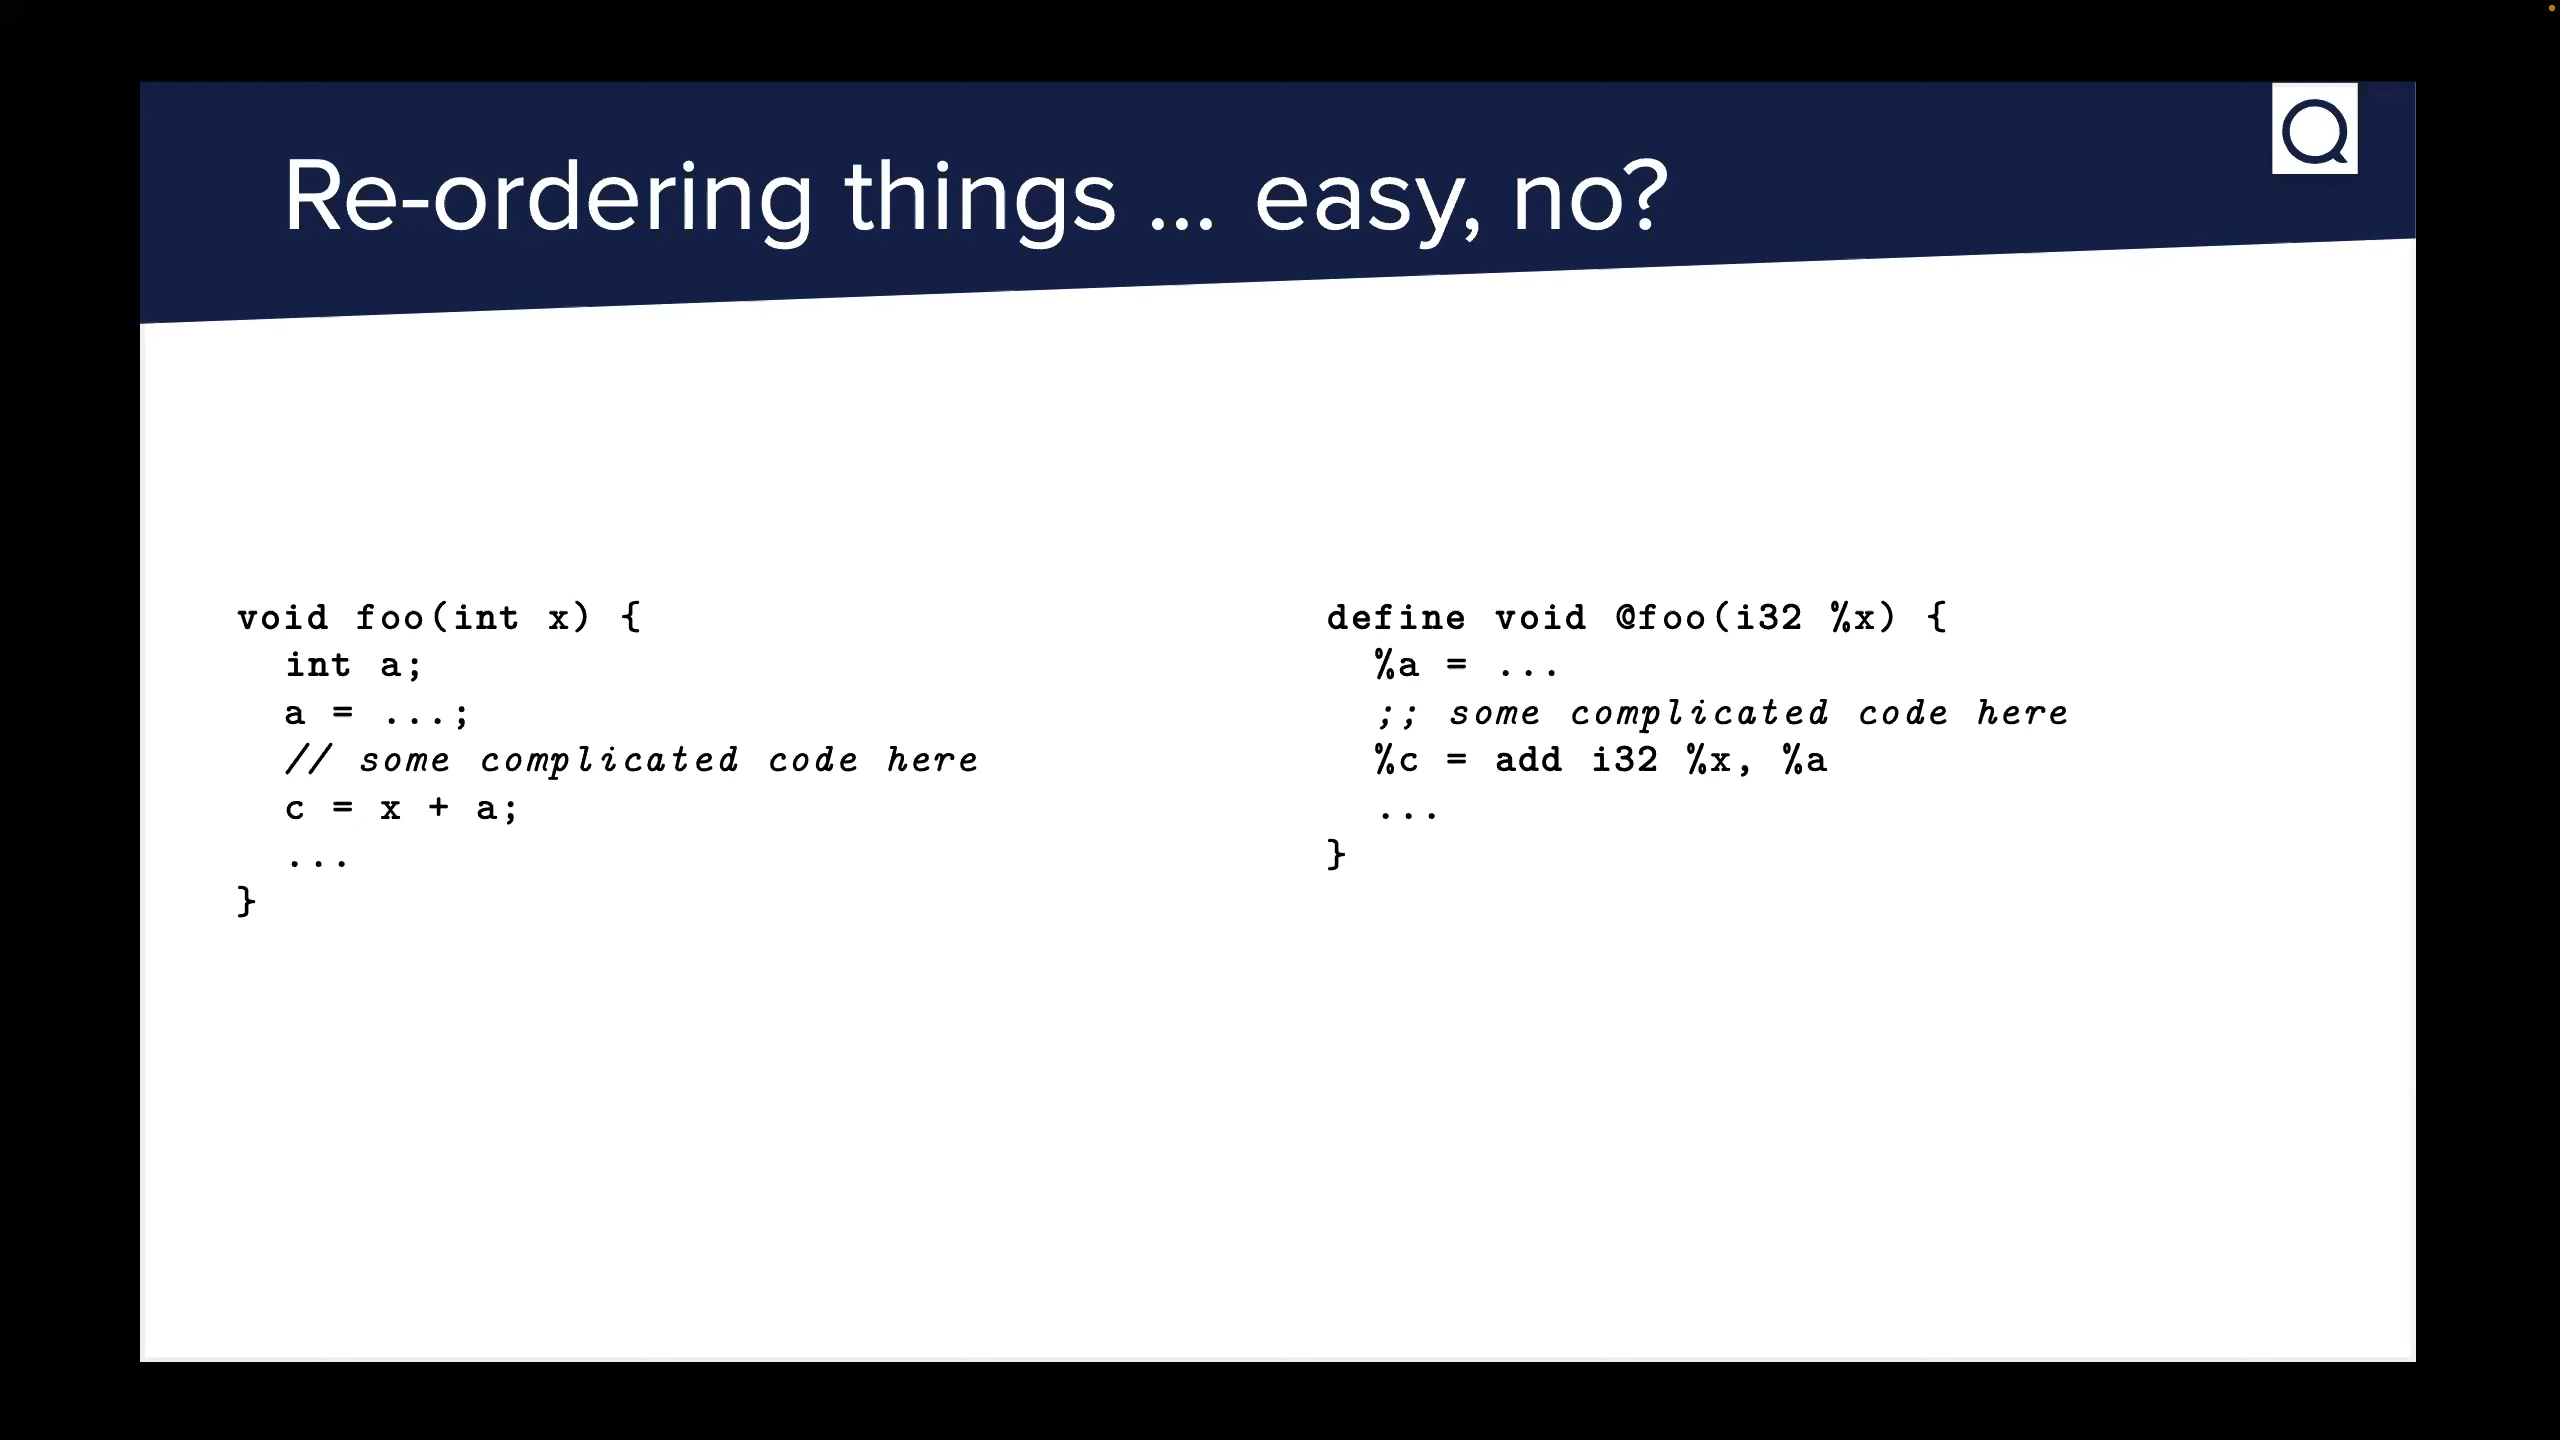 Re-ordering things ... easy, no?
void foo(int x) {
int a;
a = ...;
// some complicated code here
c = x + a;
...
}
define void @foo(i32 %x) {
%a = ...
;; some complicated code here
%c = add i32 %x, %a
...
}